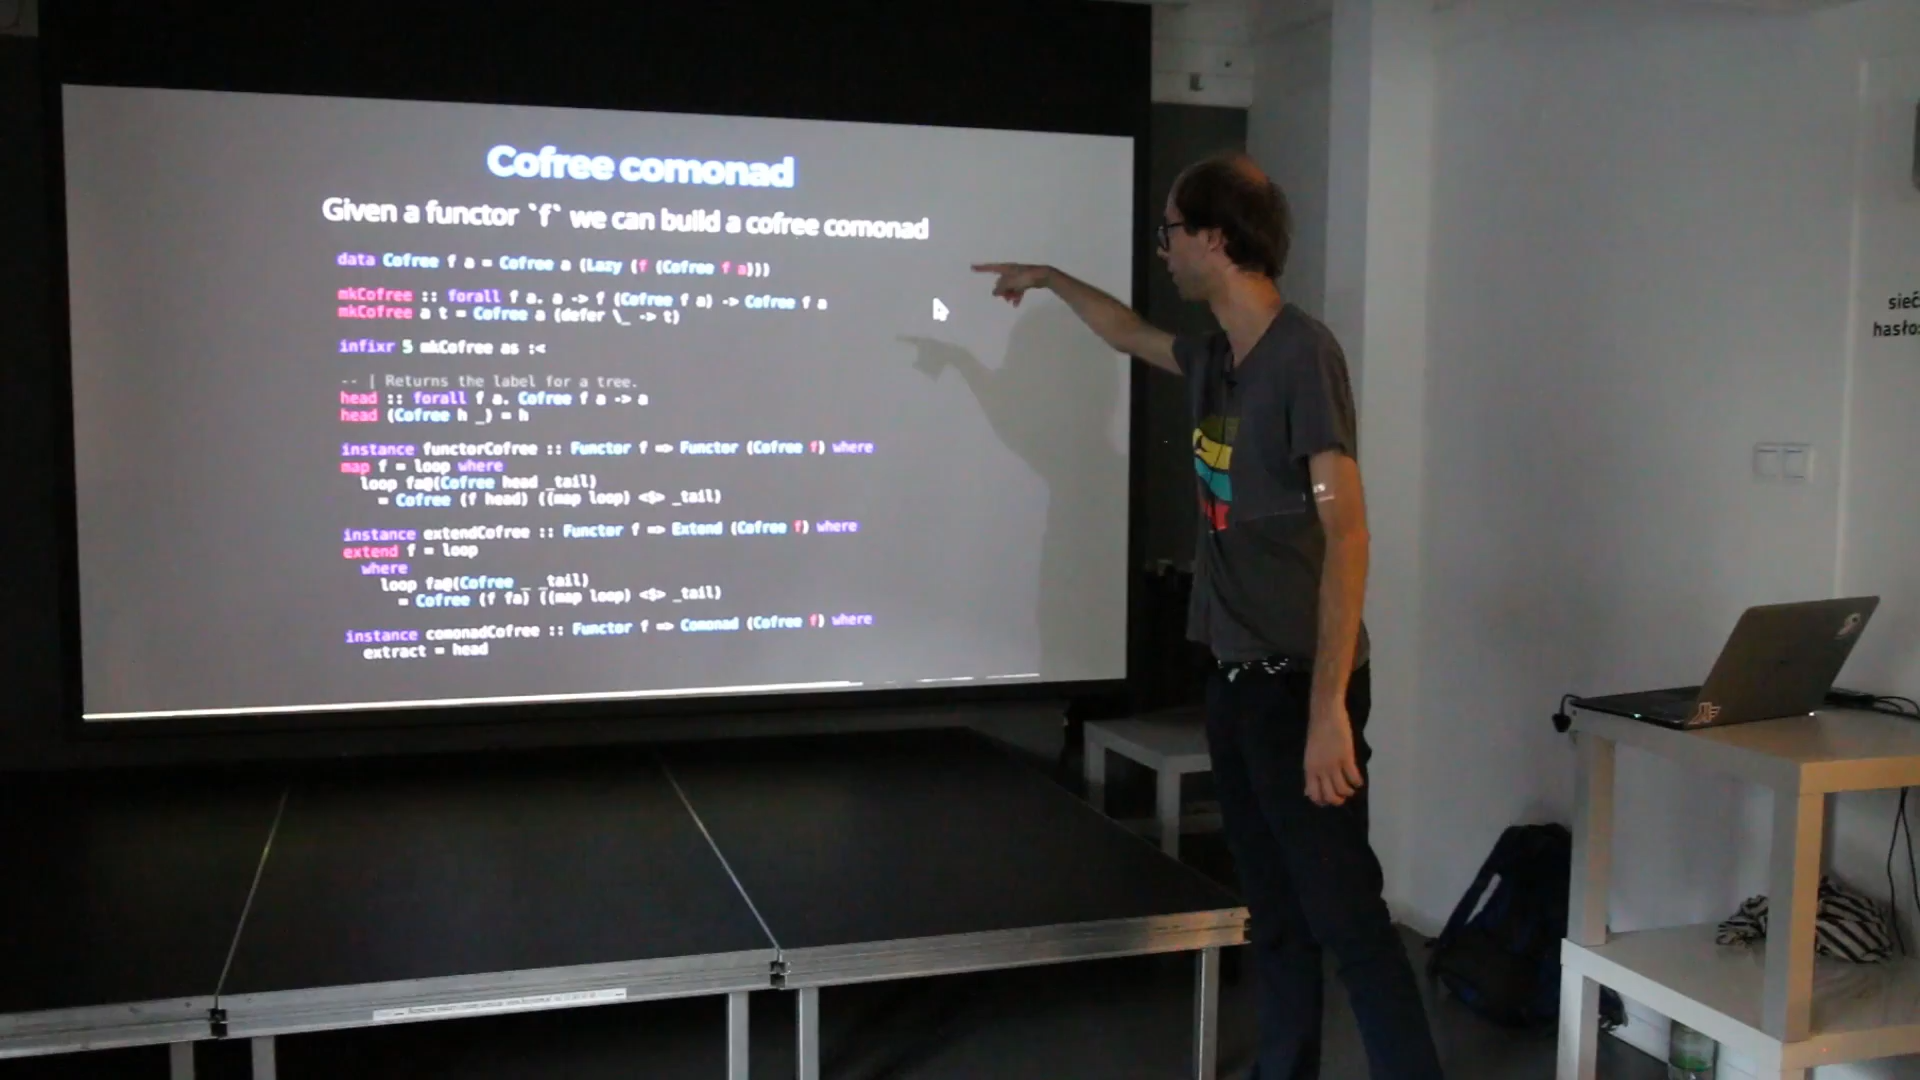 Cofree comonad
Given a functor `f` we can build a cofree comonad
data Cofree f a = Cofree a (Lazy (f (Cofree f a)))
mkCofree :: forall f a. a -> f (Cofree f a) -> Cofree f a
mkCofree a t = Cofree a (defer \_ -> t)
infixr 5 mkCofree as :<
-- | Returns the label for a tree.
head :: forall f a. Cofree f a -> a
head (Cofree h _) = h
instance functorCofree :: Functor f => Functor (Cofree f) where
map f = loop where
loop fa@(Cofree head _tail)
= Cofree (f head) ((map loop) <$> _tail)
instance extendCofree :: Functor f => Extend (Cofree f) where
extend f = loop
where
loop fa@(Cofree _ _tail)
= Cofree (f fa) ((map loop) <$> _tail)
instance comonadCofree :: Functor f => Comonad (Cofree f) where
extract = head
sieć
hasło